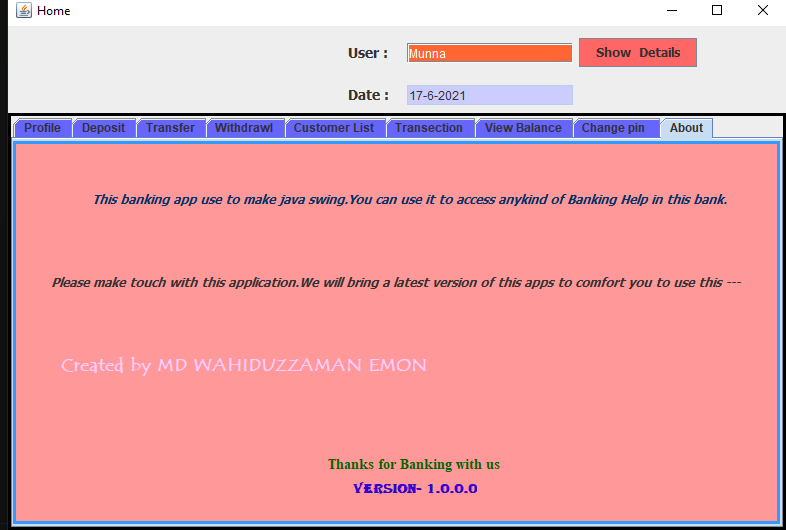 Home
User :
Munna
Show Details
Date :
17-6-2021
Profile Deposit Transfer Withdrawl Customer List Transection View Balance Change pin About
This banking app use to make java swing.You can use it to access anykind of Banking Help in this bank.
Please make touch with this application.We will bring a latest version of this apps to comfort you to use this ---
Created by MD WAHIDUZZAMAN EMON
Thanks for Banking with us
VERSION- 1.0.0.0